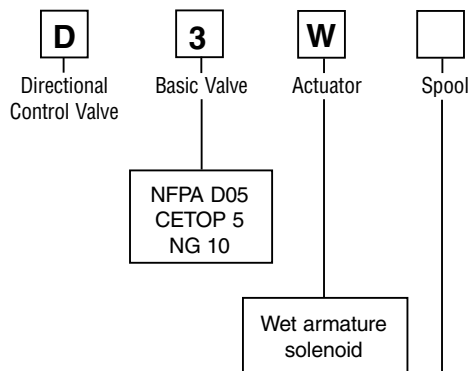 D 3 W
Directional Basic Valve Actuator Spool
Control Valve
NFPA D05
CETOP 5
NG 10
Wet armature
solenoid